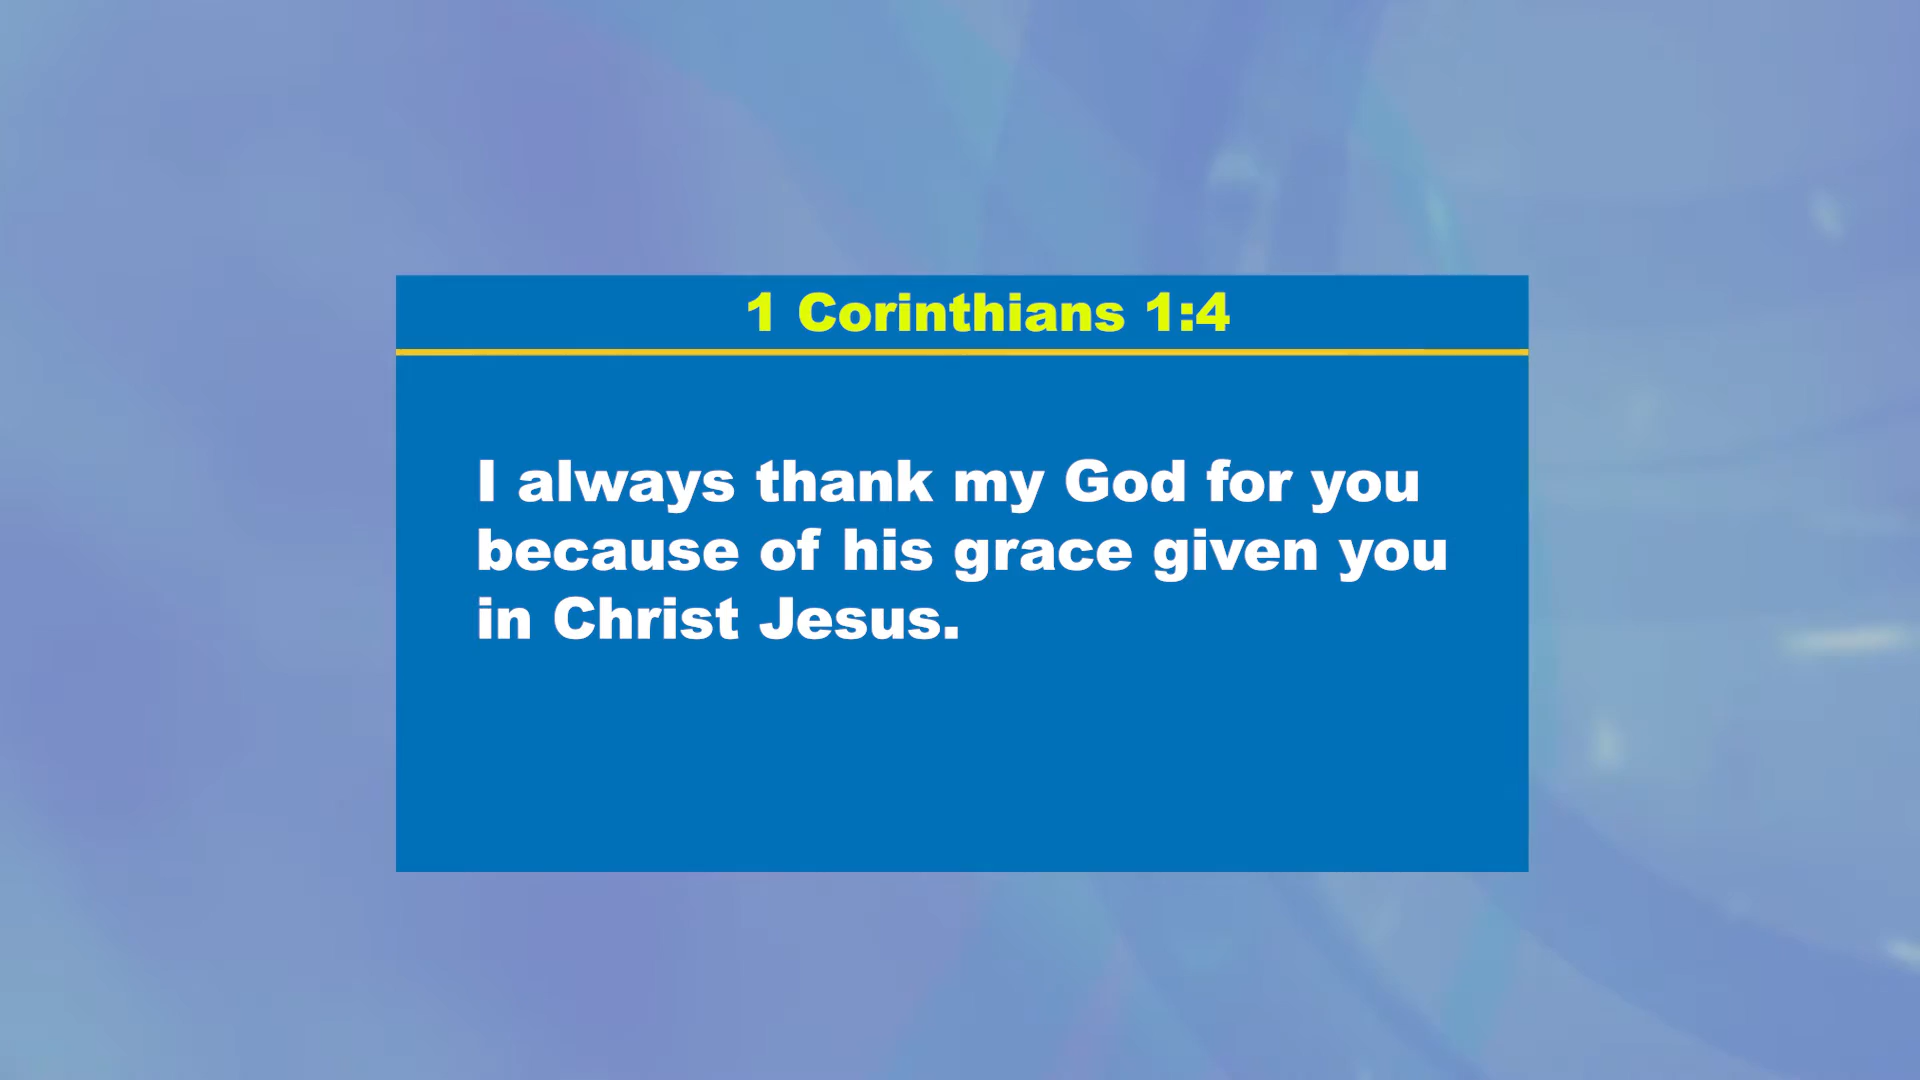 1 Corinthians 1:4
I always thank my God for you
because of his grace given you
in Christ Jesus.